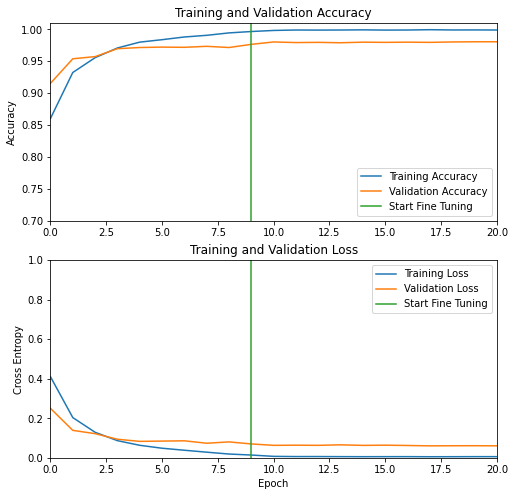 Training and Validation Accuracy
1.00
0.95
0.90
0.85
0.80
0.75
0.70
Accuracy
Training Accuracy
Validation Accuracy
Start Fine Tuning
0.0 2.5 5.0 7.5 10.0 12.5 15.0 17.5 20.0
Training and Validation Loss
1.0
0.8
0.6
0.4
0.2
0.0
Cross Entropy
Training Loss
Validation Loss
Start Fine Tuning
0.0 2.5 5.0 7.5 10.0 12.5 15.0 17.5 20.0
Epoch